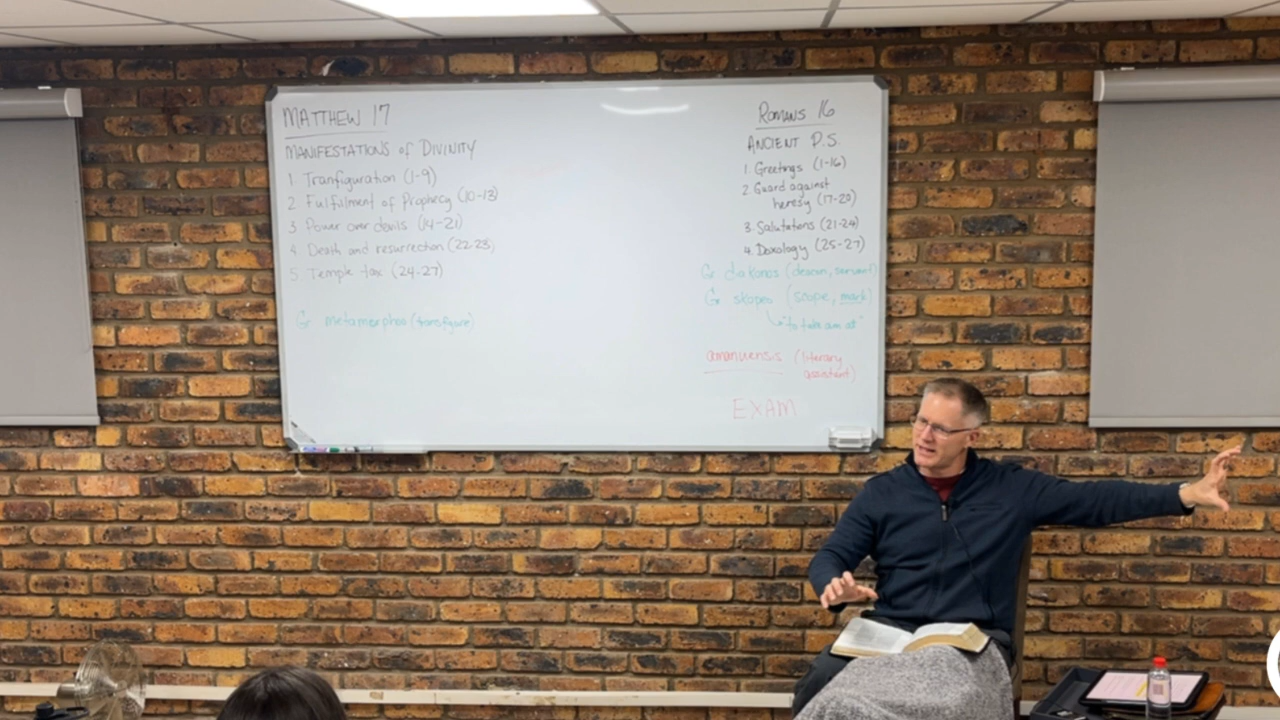 MATTHEW 17
MANIFESTATIONS of DIVINITY
1 Tranfiguration (1-9)
2 Fulfillment of Prophecy (10-13)
3 Power over devils (14-21)
4 Death and resurrection (22-23)
5 Temple tax (24-27)
Gr metamorphoo (transfigure)
ROMANS 16
ANCIENT P.S.
1. Greetings (1-16)
2. Guard against
heresy (17-20)
3. Salutations (21-24)
4. Doxology (25-27)
Gr diakonos (deacon, servant)
Gr skopeo (scope, mark)
"to take aim at"
amanuensis (literary
assistant)
EXAM